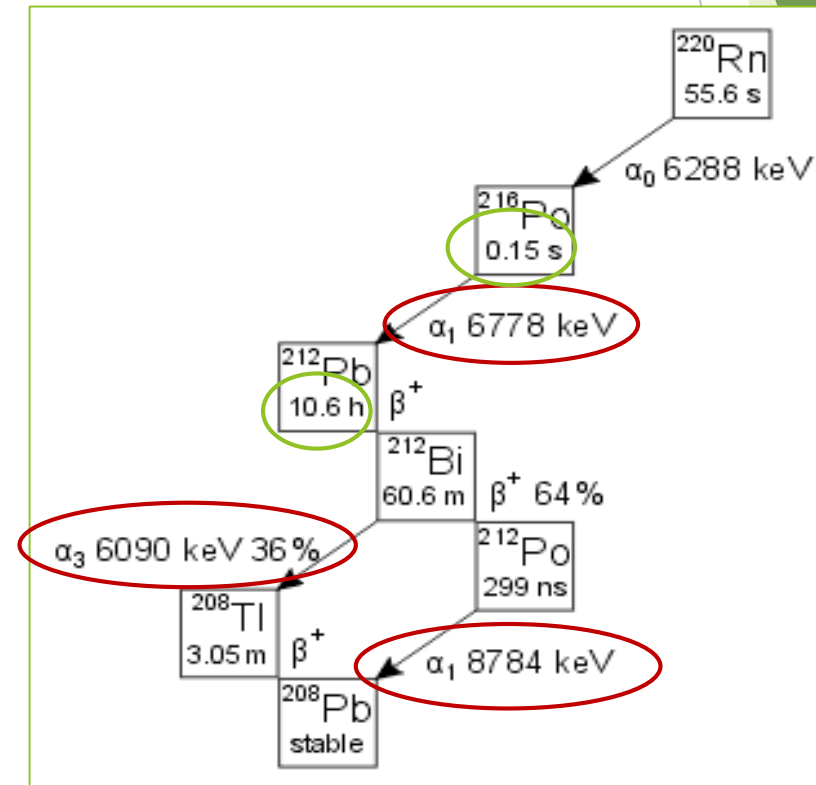 ²²⁰Rn
55.6 s
α₀ 6288 keV
²¹⁶Po
0.15 s
α₁ 6778 keV
²¹²Pb
10.6 h
β⁺
²¹²Bi
60.6 m
β⁺ 64%
α₃ 6090 keV 36%
²¹²Po
299 ns
²⁰⁸Tl
3.05 m
β⁺
α₁ 8784 keV
²⁰⁸Pb
stable